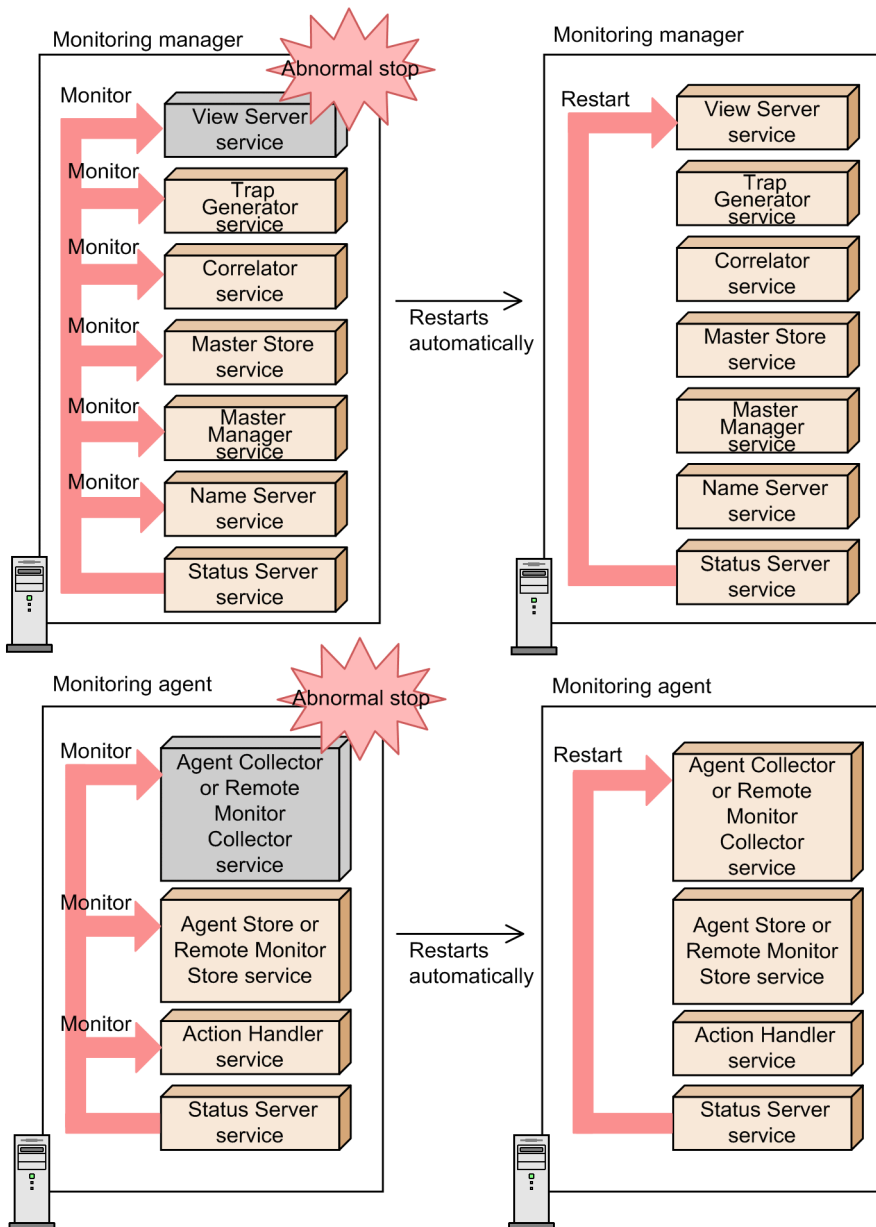 Monitoring manager
Abnormal stop
Monitor
View Server
service
Monitor
Trap
Generator
service
Monitor
Correlator
service
Monitor
Master Store
service
Monitor
Master
Manager
service
Monitor
Name Server
service
Status Server
service
Restarts
automatically
Monitoring manager
Restart
View Server
service
Trap
Generator
service
Correlator
service
Master Store
service
Master
Manager
service
Name Server
service
Status Server
service
Monitoring agent
Abnormal stop
Monitor
Agent Collector
or Remote
Monitor
Collector
service
Monitor
Agent Store or
Remote Monitor
Store service
Monitor
Action Handler
service
Status Server
service
Restarts
automatically
Monitoring agent
Restart
Agent Collector
or Remote
Monitor
Collector
service
Agent Store or
Remote Monitor
Store service
Action Handler
service
Status Server
service